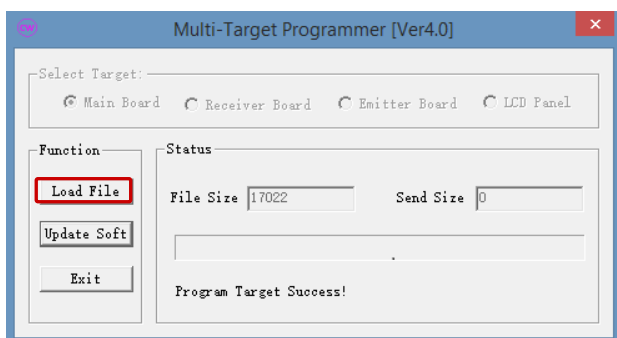 cw
Multi-Target Programmer [Ver4.0]
Select Target:
Main Board Receiver Board Emitter Board LCD Panel
Function
Status
Load File
File Size 17022 Send Size 0
Update Soft
Exit
Program Target Success!